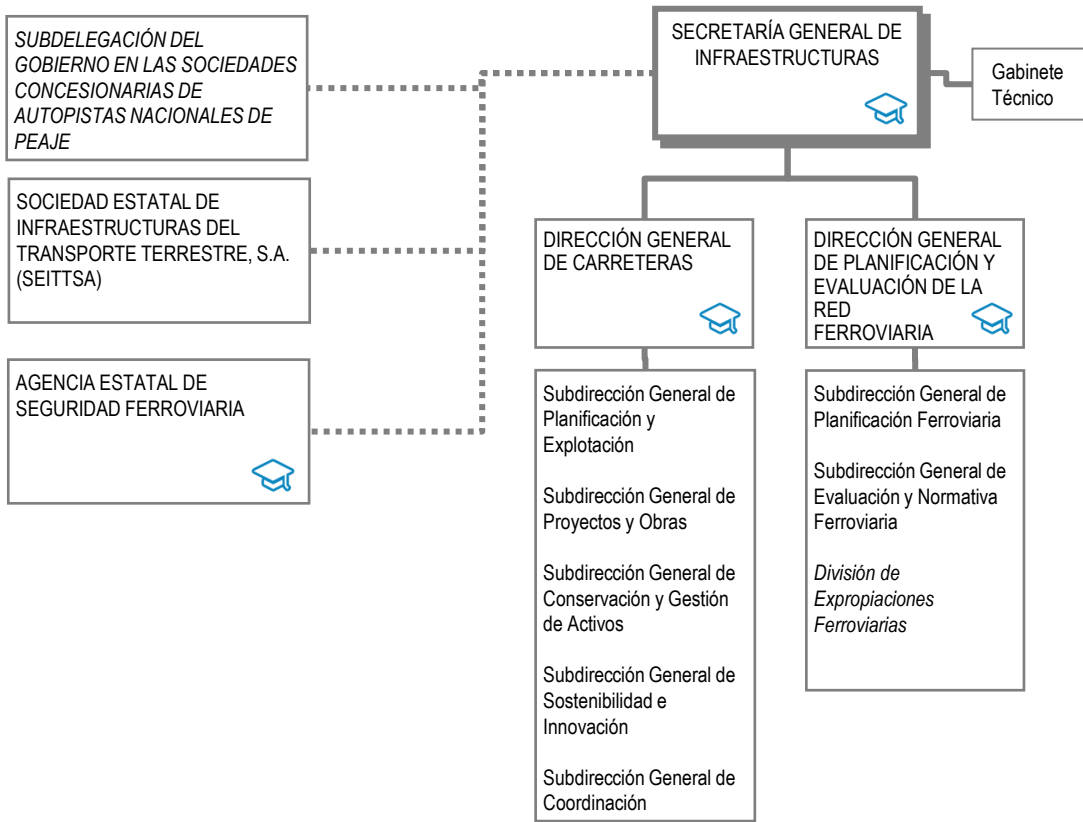 SUBDELEGACIÓN DEL
GOBIERNO EN LAS SOCIEDADES
CONCESIONARIAS DE
AUTOPISTAS NACIONALES DE
PEAJE
SECRETARÍA GENERAL DE
INFRAESTRUCTURAS
Gabinete
Técnico
SOCIEDAD ESTATAL DE
INFRAESTRUCTURAS DEL
TRANSPORTE TERRESTRE, S.A.
(SEITTSA)
AGENCIA ESTATAL DE
SEGURIDAD FERROVIARIA
DIRECCIÓN GENERAL
DE CARRETERAS
Subdirección General de
Planificación y
Explotación
Subdirección General de
Proyectos y Obras
Subdirección General de
Conservación y Gestión
de Activos
Subdirección General de
Sostenibilidad e
Innovación
Subdirección General de
Coordinación
DIRECCIÓN GENERAL
DE PLANIFICACIÓN Y
EVALUACIÓN DE LA
RED
FERROVIARIA
Subdirección General de
Planificación Ferroviaria
Subdirección General de
Evaluación y Normativa
Ferroviaria
División de
Expropiaciones
Ferroviarias